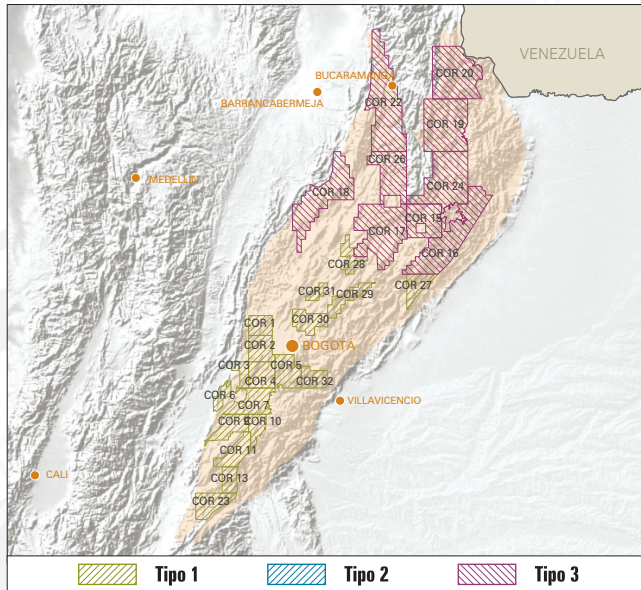 VENEZUELA
COR 20
BUCARAMANGA
COR 22
BARRANCABERMEJA
COR 19
COR 26
MEDELLÍN
COR 18
COR 24
COR 15
COR 17
COR 16
COR 28
COR 27
COR 31
COR 29
COR 30
COR 1
COR 2
BOGOTÁ
COR 3
COR 5
COR 4
COR 32
COR 6
COR 7
VILLAVICENCIO
COR 9
COR 10
COR 11
CALI
COR 13
COR 23
Tipo 1
Tipo 2
Tipo 3